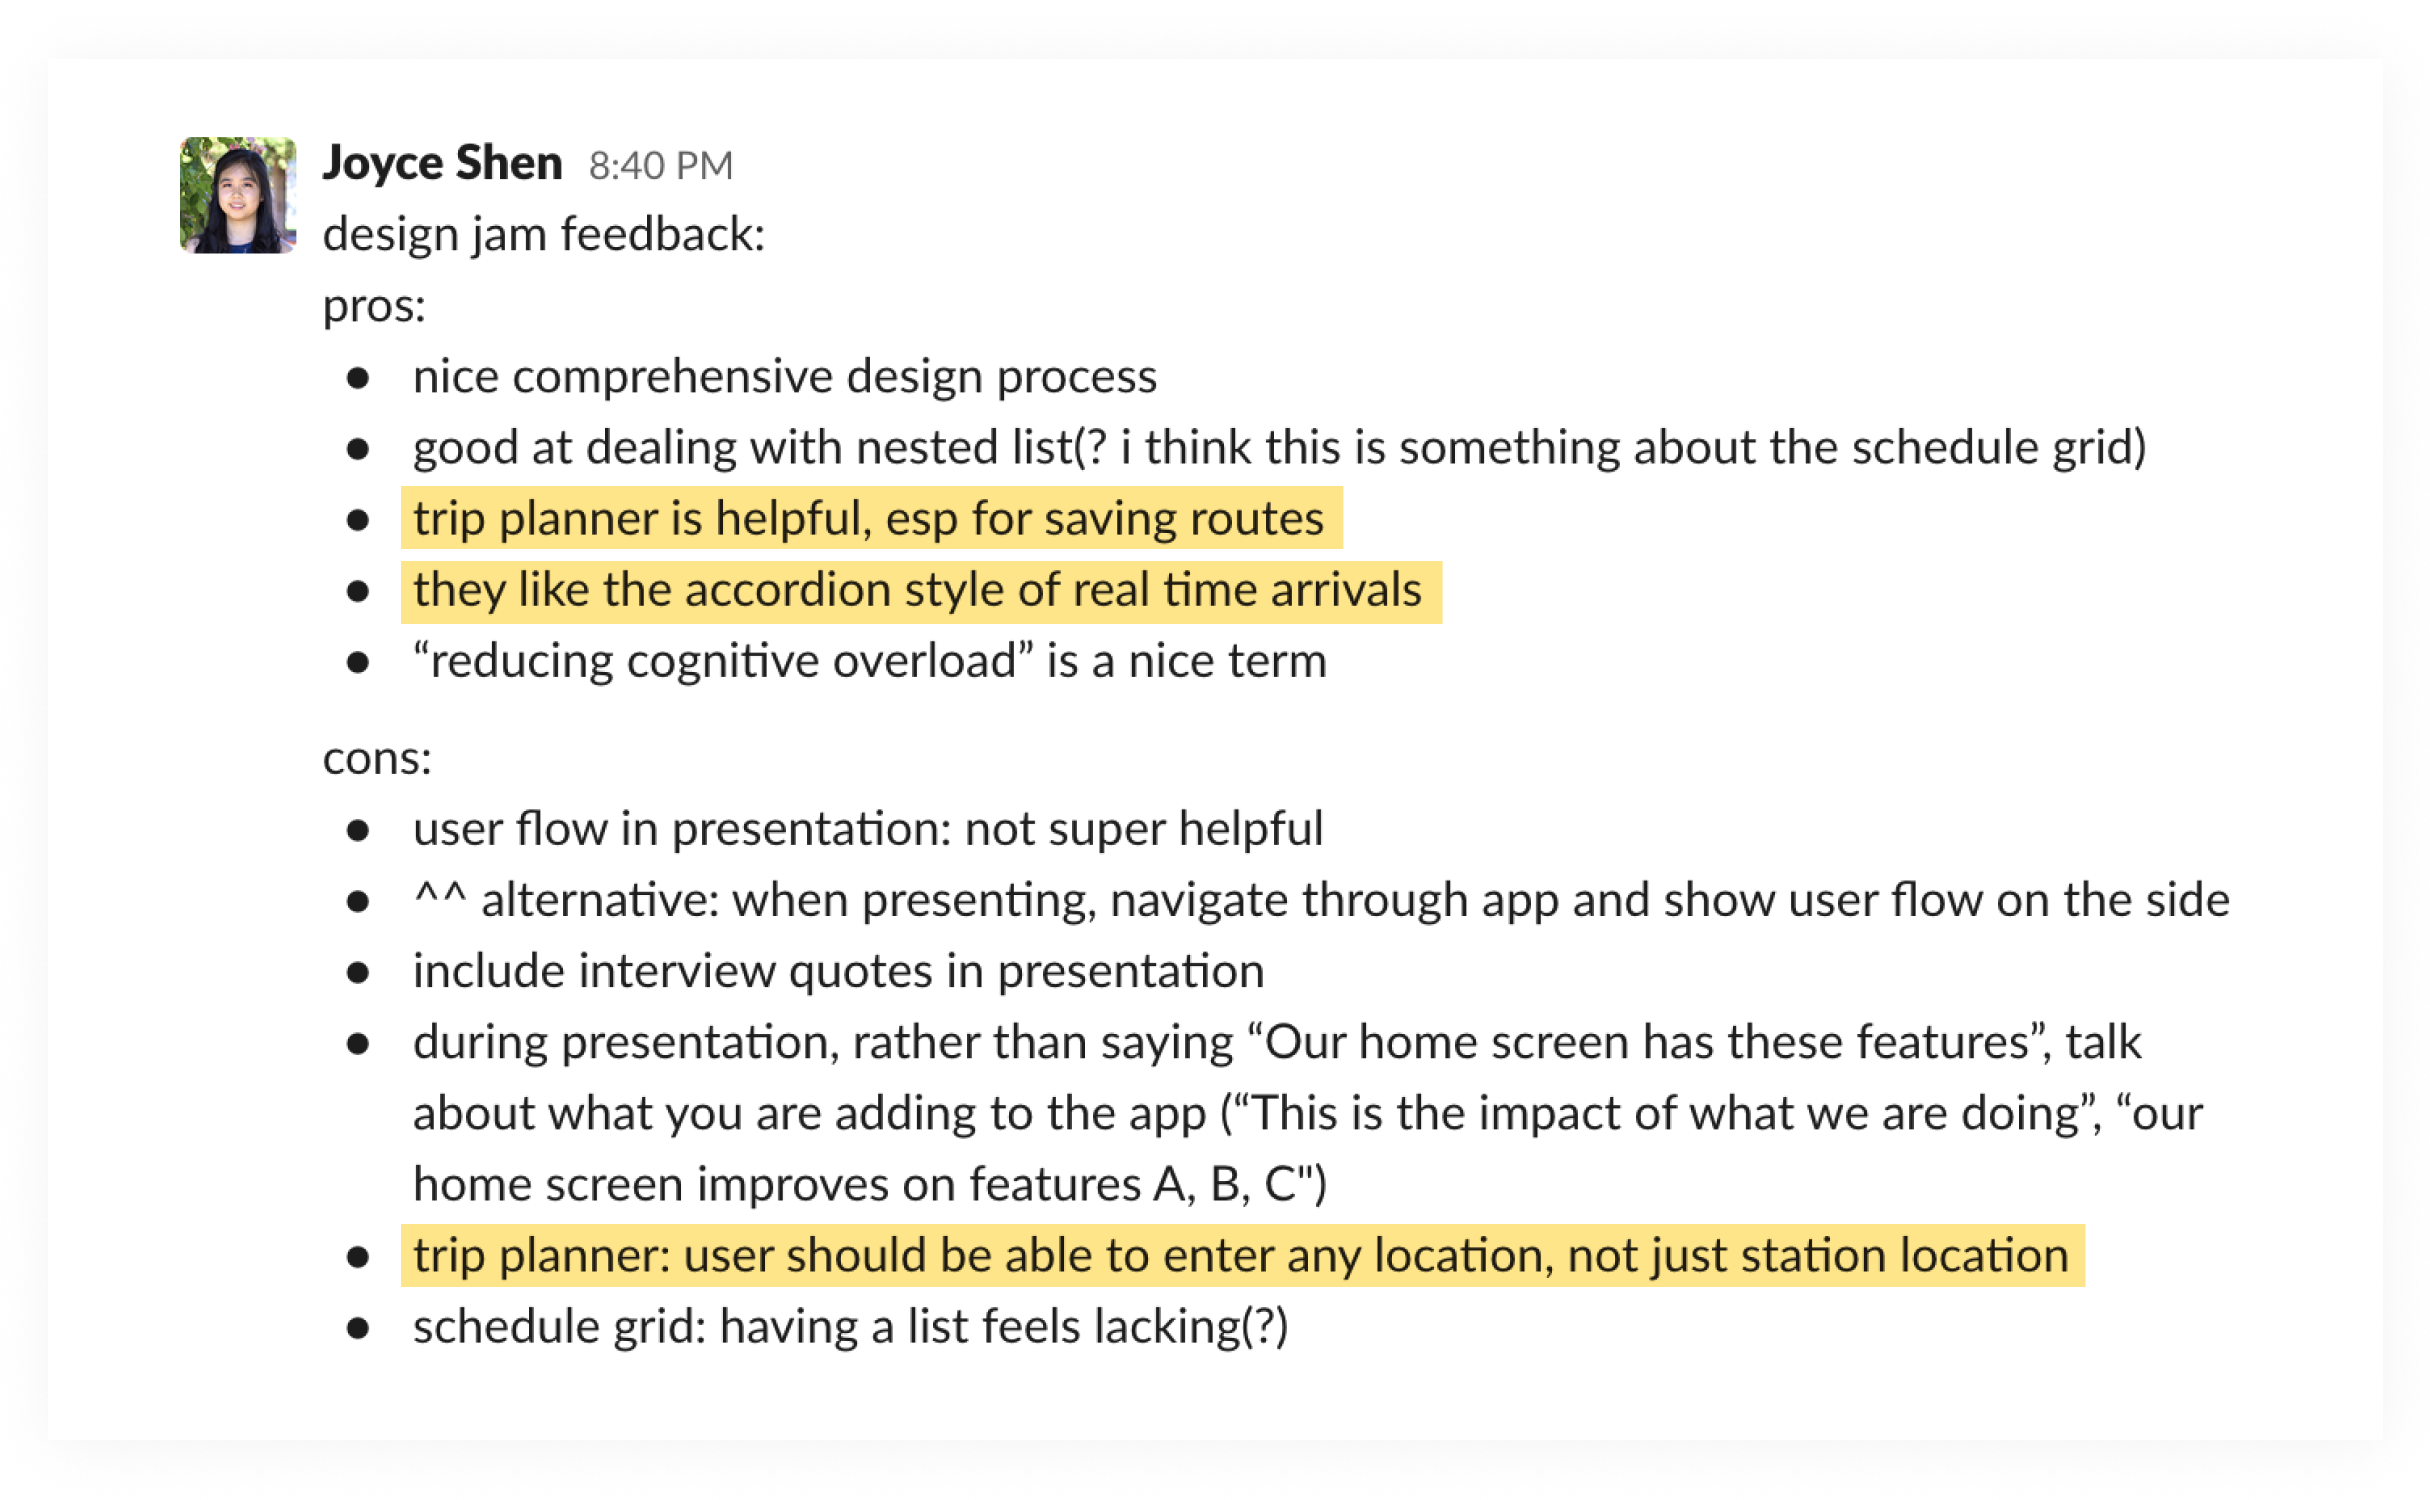 Joyce Shen 8:40 PM
design jam feedback:
pros:
● nice comprehensive design process
● good at dealing with nested list(? i think this is something about the schedule grid)
● trip planner is helpful, esp for saving routes
● they like the accordion style of real time arrivals
● “reducing cognitive overload” is a nice term
cons:
● user flow in presentation: not super helpful
● ^^ alternative: when presenting, navigate through app and show user flow on the side
● include interview quotes in presentation
● during presentation, rather than saying “Our home screen has these features”, talk
about what you are adding to the app (“This is the impact of what we are doing”, “our
home screen improves on features A, B, C")
● trip planner: user should be able to enter any location, not just station location
● schedule grid: having a list feels lacking(?)